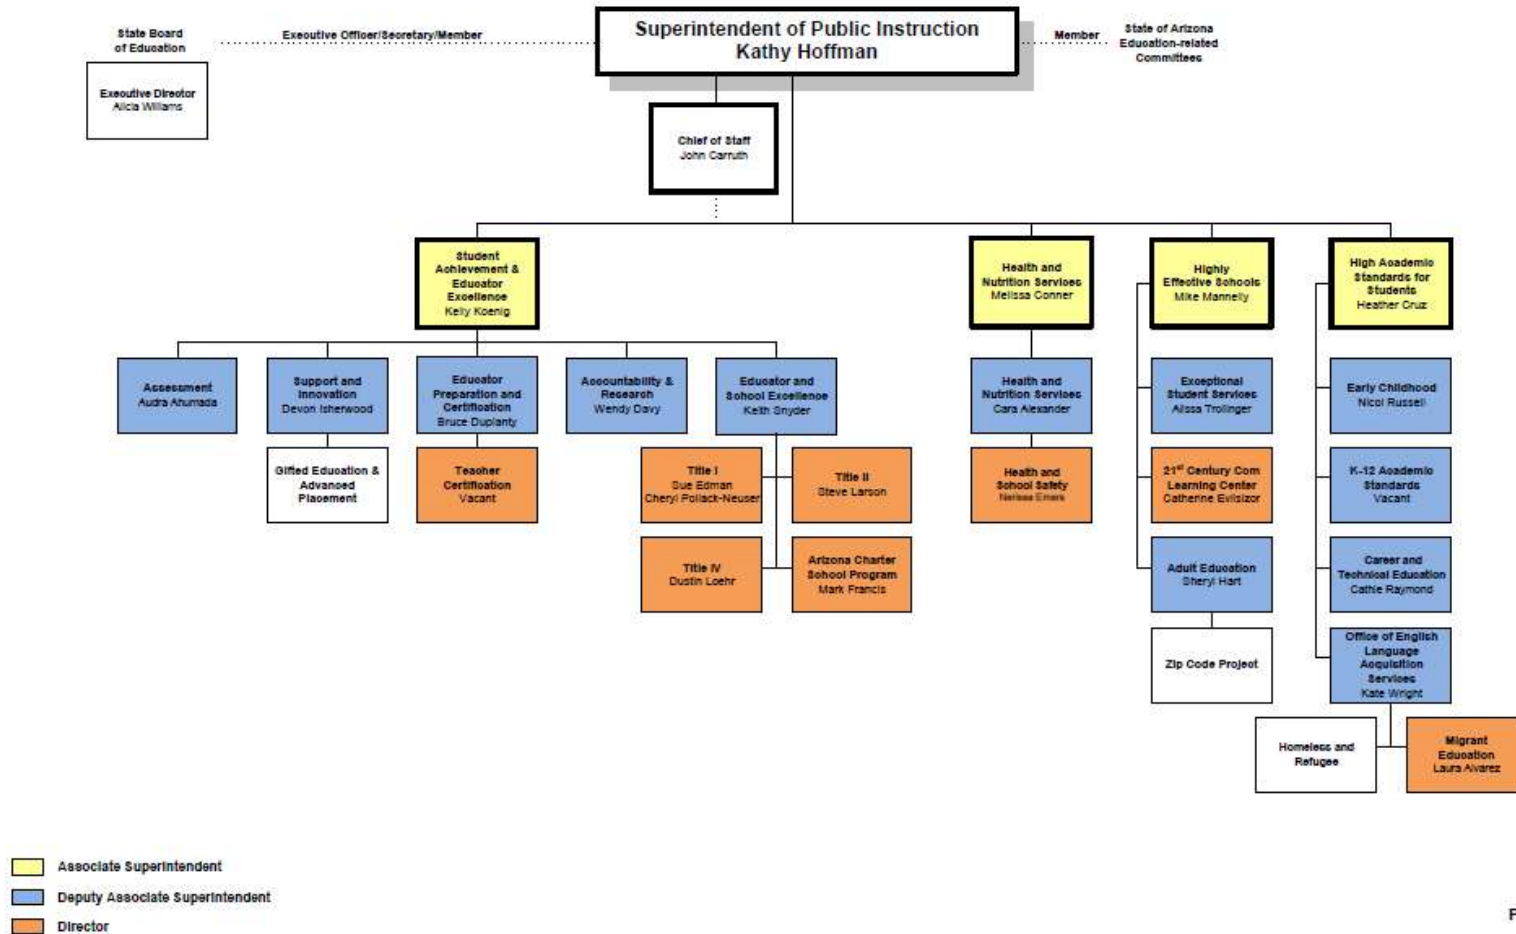 Superintendent of Public Instruction
Kathy Hoffman
State Board
of Education
Executive Officer/Secretary/Member
Member
State of Arizona
Education-related
Committees
Executive Director
Alicia Williams
Chief of Staff
John Carruth
Student
Achievement &
Educator
Excellence
Kelly Koenig
Health and
Nutrition Services
Melissa Conner
Highly
Effective Schools
Mike Mannelly
High Academic
Standards for
Students
Heather Cruz
Assessment
Audra Ahumada
Support and
Innovation
Devon Isherwood
Educator
Preparation and
Certification
Bruce Duplanty
Accountability &
Research
Wendy Davy
Educator and
School Excellence
Keith Snyder
Health and
Nutrition Services
Cara Alexander
Exceptional
Student Services
Alissa Trollinger
Early Childhood
Nicol Russell
Gifted Education &
Advanced
Placement
Teacher
Certification
Vacant
Title I
Sue Edman
Cheryl Pollack-Neuser
Title II
Steve Larson
Health and
School Safety
Nerissa Emers
21st Century Com
Learning Center
Catherine Evilsizor
K-12 Academic
Standards
Vacant
Title IV
Dustin Loehr
Arizona Charter
School Program
Mark Francis
Adult Education
Sheryl Hart
Career and
Technical Education
Cathie Raymond
Zip Code Project
Office of English
Language
Acquisition
Services
Kate Wright
Homeless and
Refugee
Migrant
Education
Laura Alvarez
Associate Superintendent
Deputy Associate Superintendent
Director
P